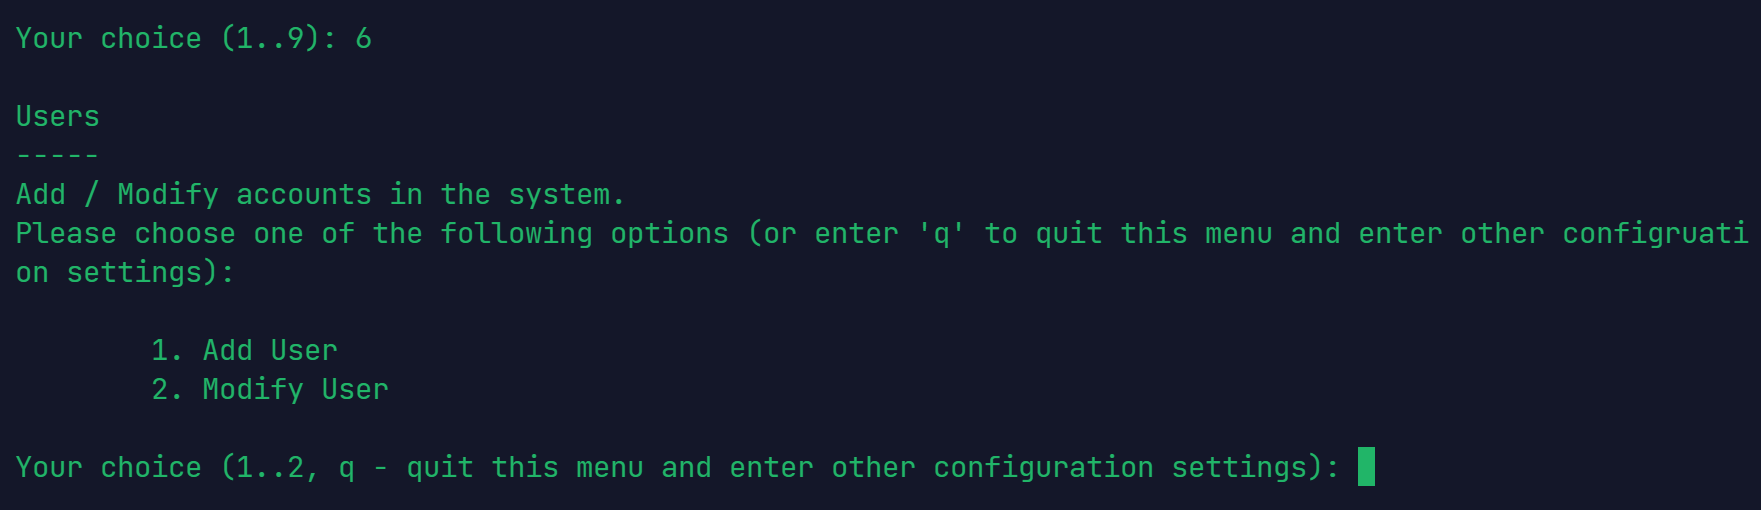 Your choice (1..9): 6
Users
-----
Add / Modify accounts in the system.
Please choose one of the following options (or enter 'q' to quit this menu and enter other configruati
on settings):
1. Add User
2. Modify User
Your choice (1..2, q - quit this menu and enter other configuration settings):